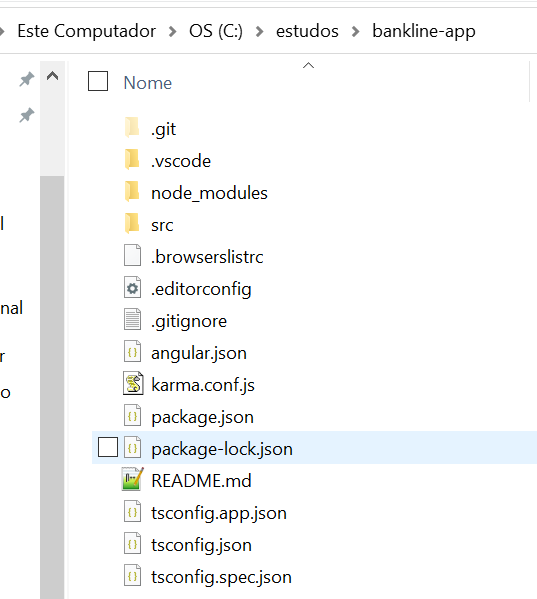 Este Computador > OS (C:) > estudos > bankline-app
Nome
.git
.vscode
node_modules
src
.browserslistrc
.editorconfig
.gitignore
angular.json
karma.conf.js
package.json
package-lock.json
README.md
tsconfig.app.json
tsconfig.json
tsconfig.spec.json
l
nal
r
o